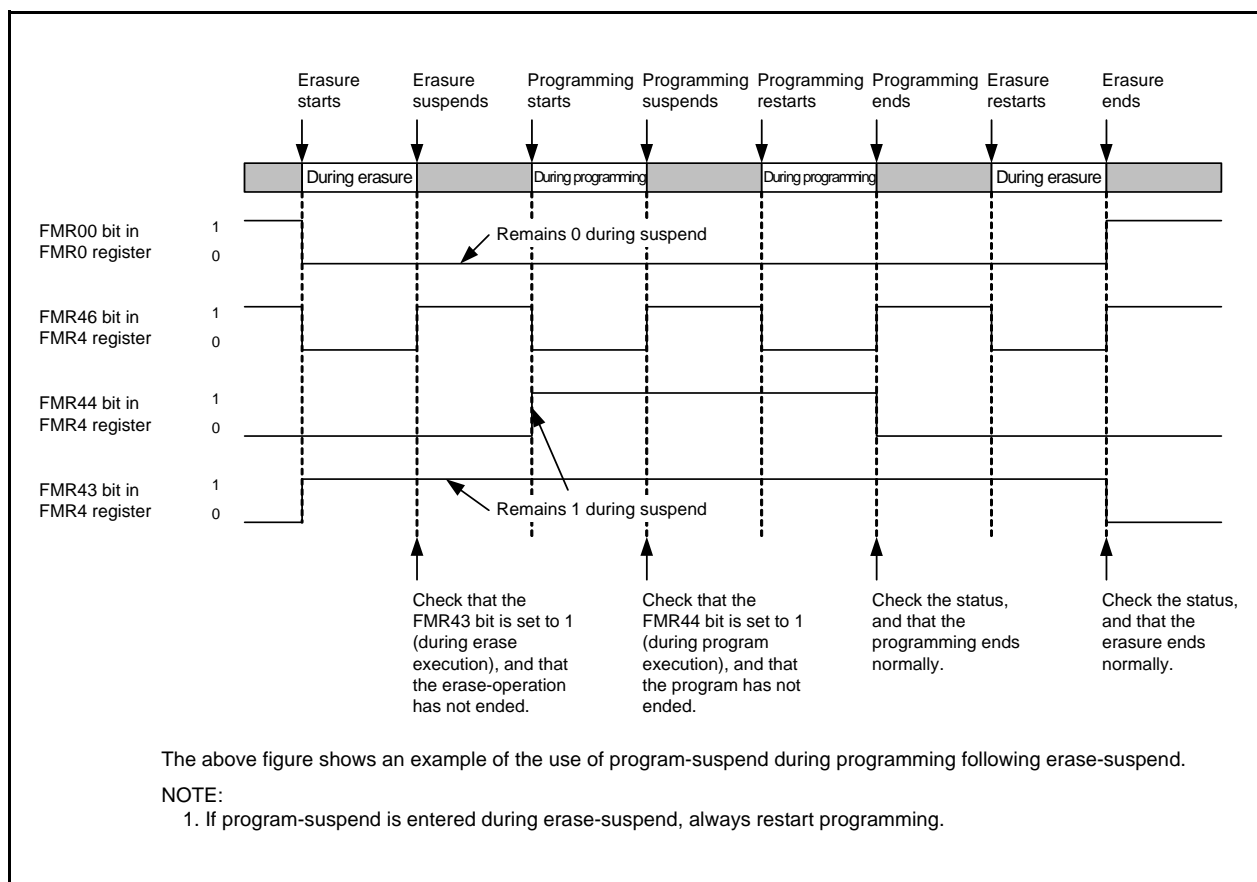 Erasure starts
Erasure suspends
Programming starts
Programming suspends
Programming restarts
Programming ends
Erasure restarts
Erasure ends
During erasure
During programming
During programming
During erasure
FMR00 bit in
FMR0 register
1
0
Remains 0 during suspend
FMR46 bit in
FMR4 register
1
0
FMR44 bit in
FMR4 register
1
0
FMR43 bit in
FMR4 register
1
0
Remains 1 during suspend
Check that the
FMR43 bit is set to 1
(during erase
execution), and that
the erase-operation
has not ended.
Check that the
FMR44 bit is set to 1
(during program
execution), and that
the program has not
ended.
Check the status,
and that the
programming ends
normally.
Check the status,
and that the
erasure ends
normally.
The above figure shows an example of the use of program-suspend during programming following erase-suspend.
NOTE:
1. If program-suspend is entered during erase-suspend, always restart programming.